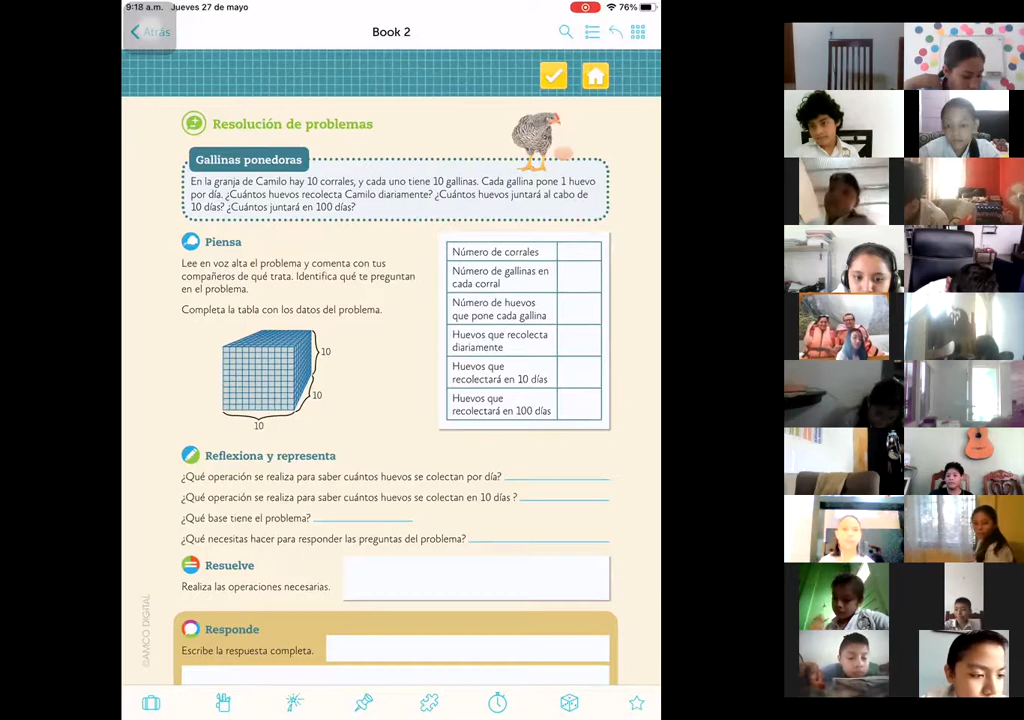 9:18 a.m. Jueves 27 de mayo
76%
Atrás
Book 2
Resolución de problemas
Gallinas ponedoras
En la granja de Camilo hay 10 corrales, y cada uno tiene 10 gallinas. Cada gallina pone 1 huevo
por día. ¿Cuántos huevos recolecta Camilo diariamente? ¿Cuántos huevos juntará al cabo de
10 días? ¿Cuántos juntará en 100 días?
Piensa
Lee en voz alta el problema y comenta con tus
compañeros de qué trata. Identifica qué te preguntan
en el problema.
Completa la tabla con los datos del problema.
10
10
10
Número de corrales
Número de gallinas en
cada corral
Número de huevos
que pone cada gallina
Huevos que recolecta
diariamente
Huevos que
recolectará en 10 días
Huevos que
recolectará en 100 días
Reflexiona y representa
¿Qué operación se realiza para saber cuántos huevos se colectan por día?
¿Qué operación se realiza para saber cuántos huevos se colectan en 10 días ?
¿Qué base tiene el problema?
¿Qué necesitas hacer para responder las preguntas del problema?
Resuelve
Realiza las operaciones necesarias.
Responde
Escribe la respuesta completa.
©AMCO DIGITAL